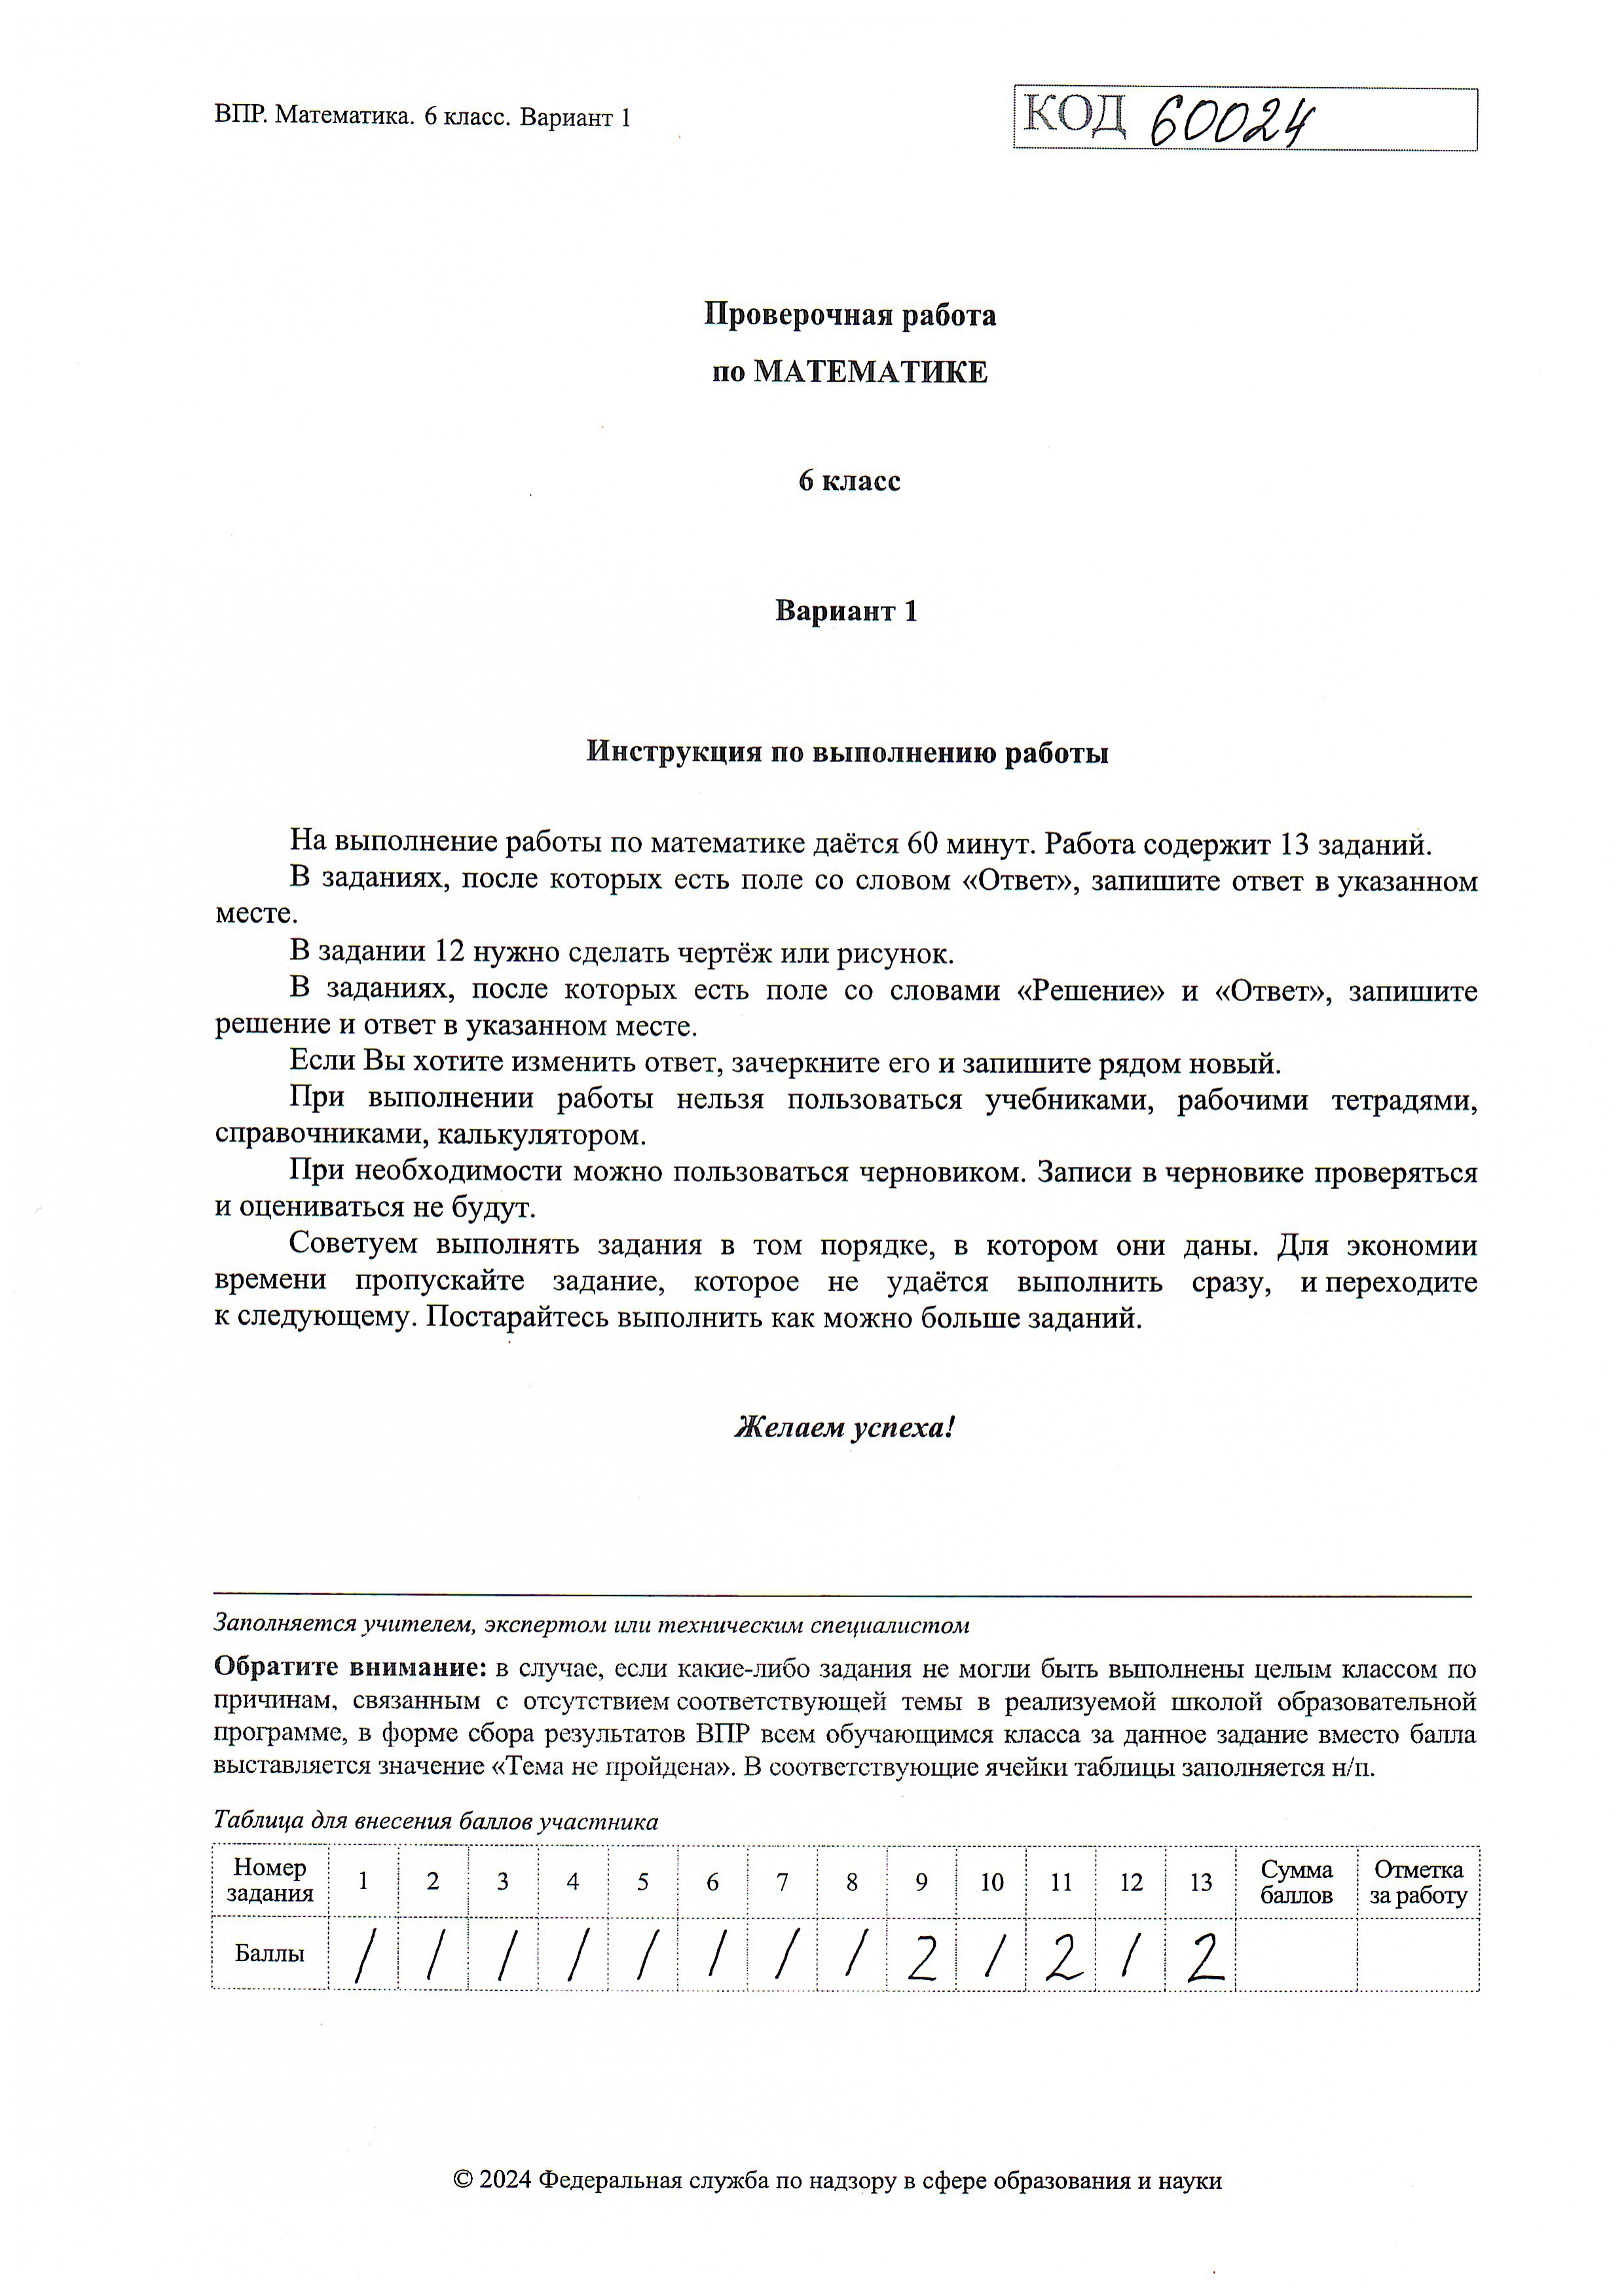 ВПР. Математика. 6 класс. Вариант 1
КОД 60024
Проверочная работа
по МАТЕМАТИКЕ
6 класс
Вариант 1
Инструкция по выполнению работы
На выполнение работы по математике даётся 60 минут. Работа содержит 13 заданий.
В заданиях, после которых есть поле со словом «Ответ», запишите ответ в указанном
месте.
В задании 12 нужно сделать чертёж или рисунок.
В заданиях, после которых есть поле со словами «Решение» и «Ответ», запишите
решение и ответ в указанном месте.
Если Вы хотите изменить ответ, зачеркните его и запишите рядом новый.
При выполнении работы нельзя пользоваться учебниками, рабочими тетрадями,
справочниками, калькулятором.
При необходимости можно пользоваться черновиком. Записи в черновике проверяться
и оцениваться не будут.
Советуем выполнять задания в том порядке, в котором они даны. Для экономии
времени пропускайте задание, которое не удаётся выполнить сразу, и переходите
к следующему. Постарайтесь выполнить как можно больше заданий.
Желаем успеха!
Заполняется учителем, экспертом или техническим специалистом
Обратите внимание: в случае, если какие-либо задания не могли быть выполнены целым классом по
причинам, связанным с отсутствием соответствующей темы в реализуемой школой образовательной
программе, в форме сбора результатов ВПР всем обучающимся класса за данное задание вместо балла
выставляется значение «Тема не пройдена». В соответствующие ячейки таблицы заполняется н/п.
Таблица для внесения баллов участника
Номер задания 1 2 3 4 5 6 7 8 9 10 11 12 13 Сумма баллов Отметка за работу
Баллы 1 1 1 1 1 1 1 1 2 1 2 1 2
© 2024 Федеральная служба по надзору в сфере образования и науки